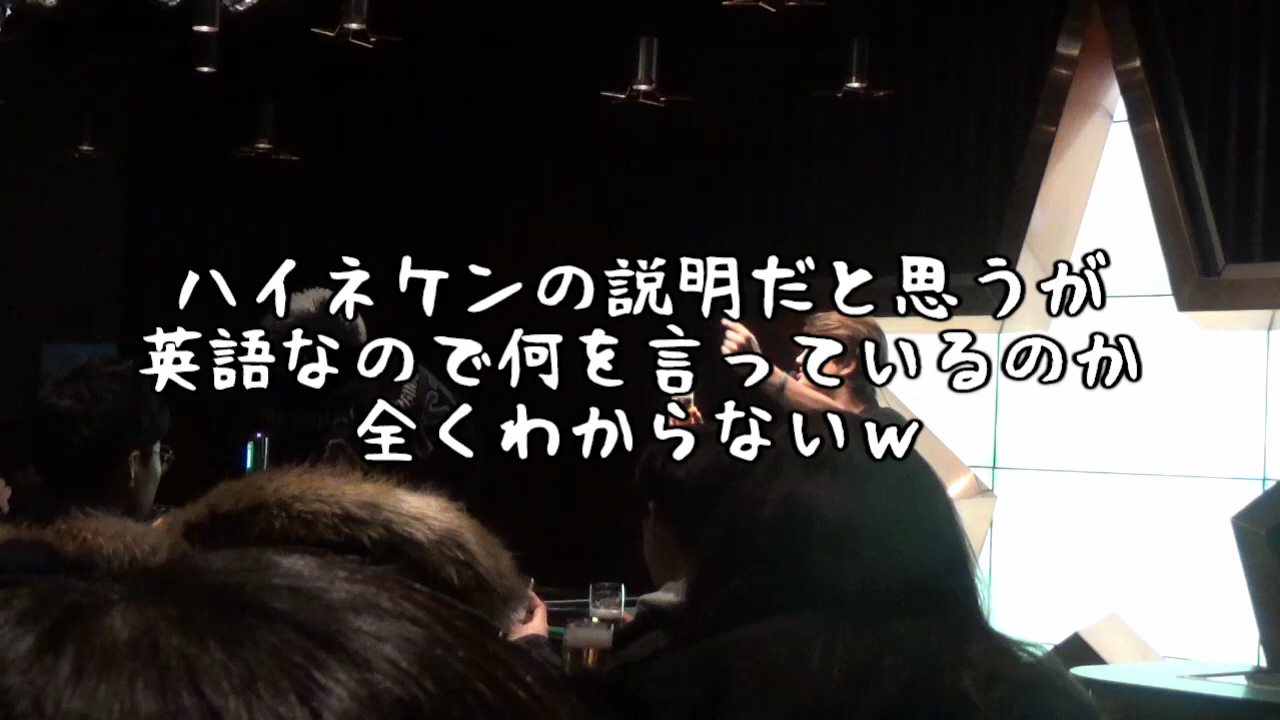 ハイネケンの説明だと思うが
英語なので何を言っているのか
全くわからないｗ